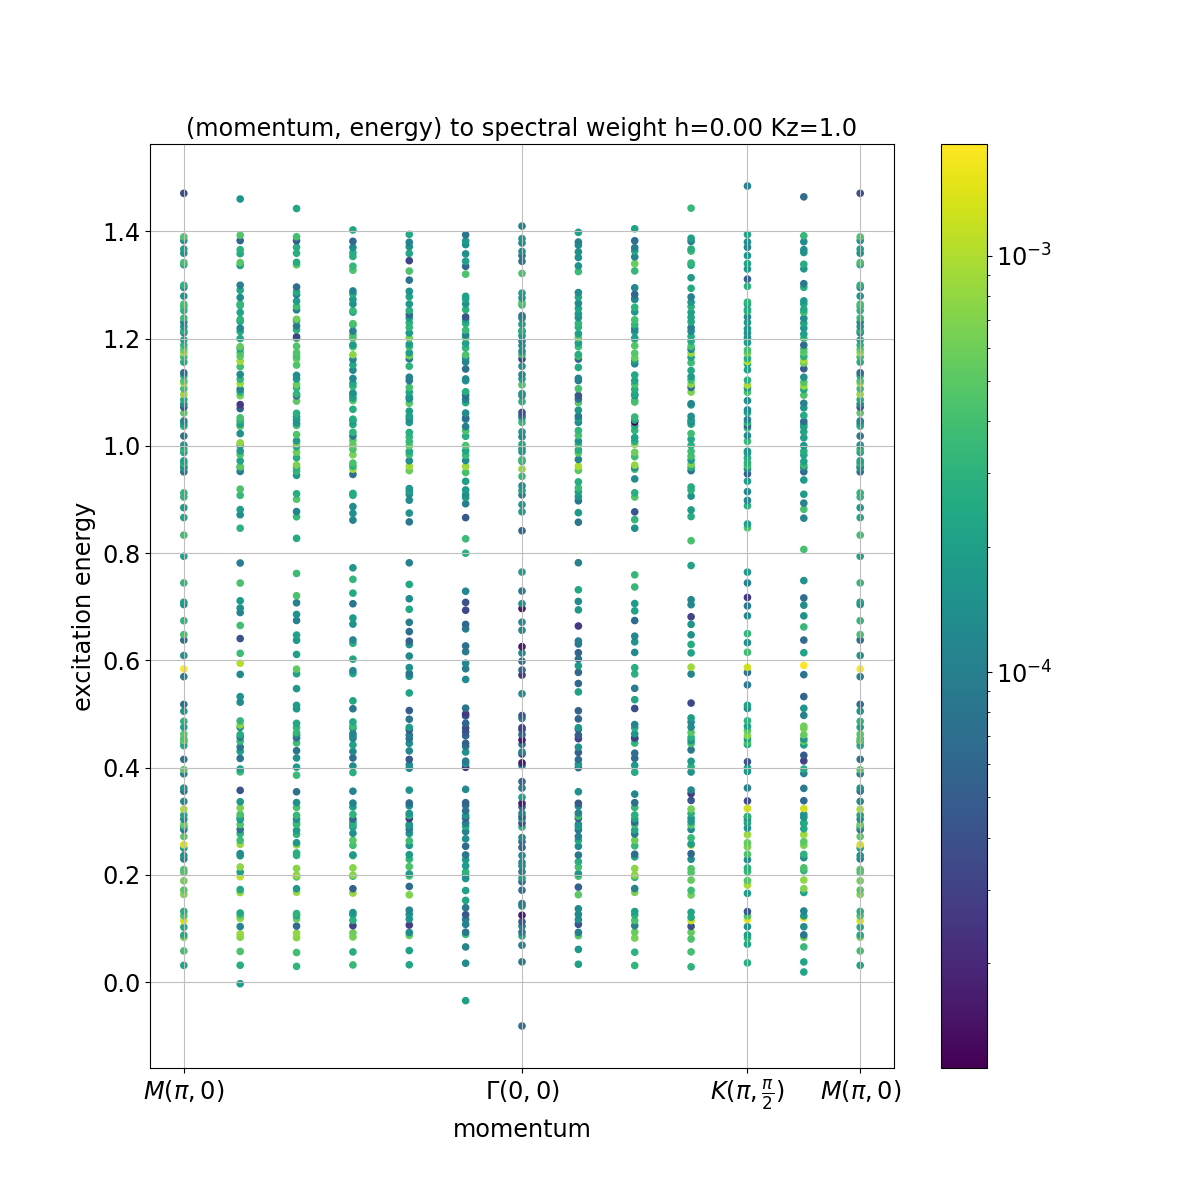 (momentum, energy) to spectral weight h=0.00 Kz=1.0
excitation energy
1.4
1.2
1.0
0.8
0.6
0.4
0.2
0.0
M(π, 0)
Γ(0, 0)
K(π, π/2)
M(π, 0)
momentum
10⁻³
10⁻⁴